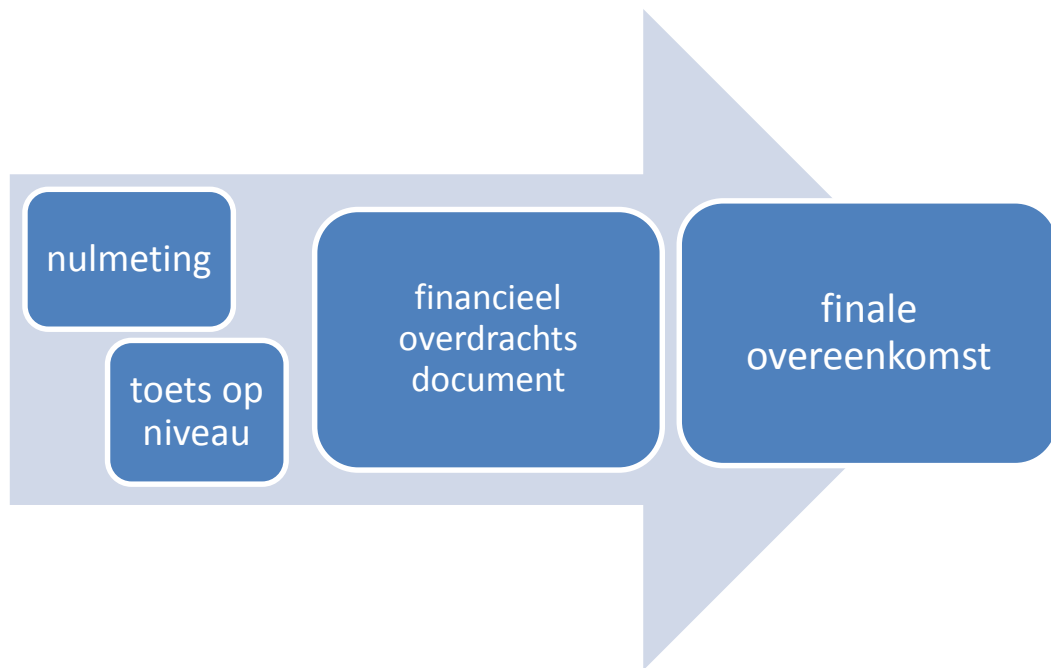 nulmeting
toets op
niveau
financieel
overdrachts
document
finale
overeenkomst